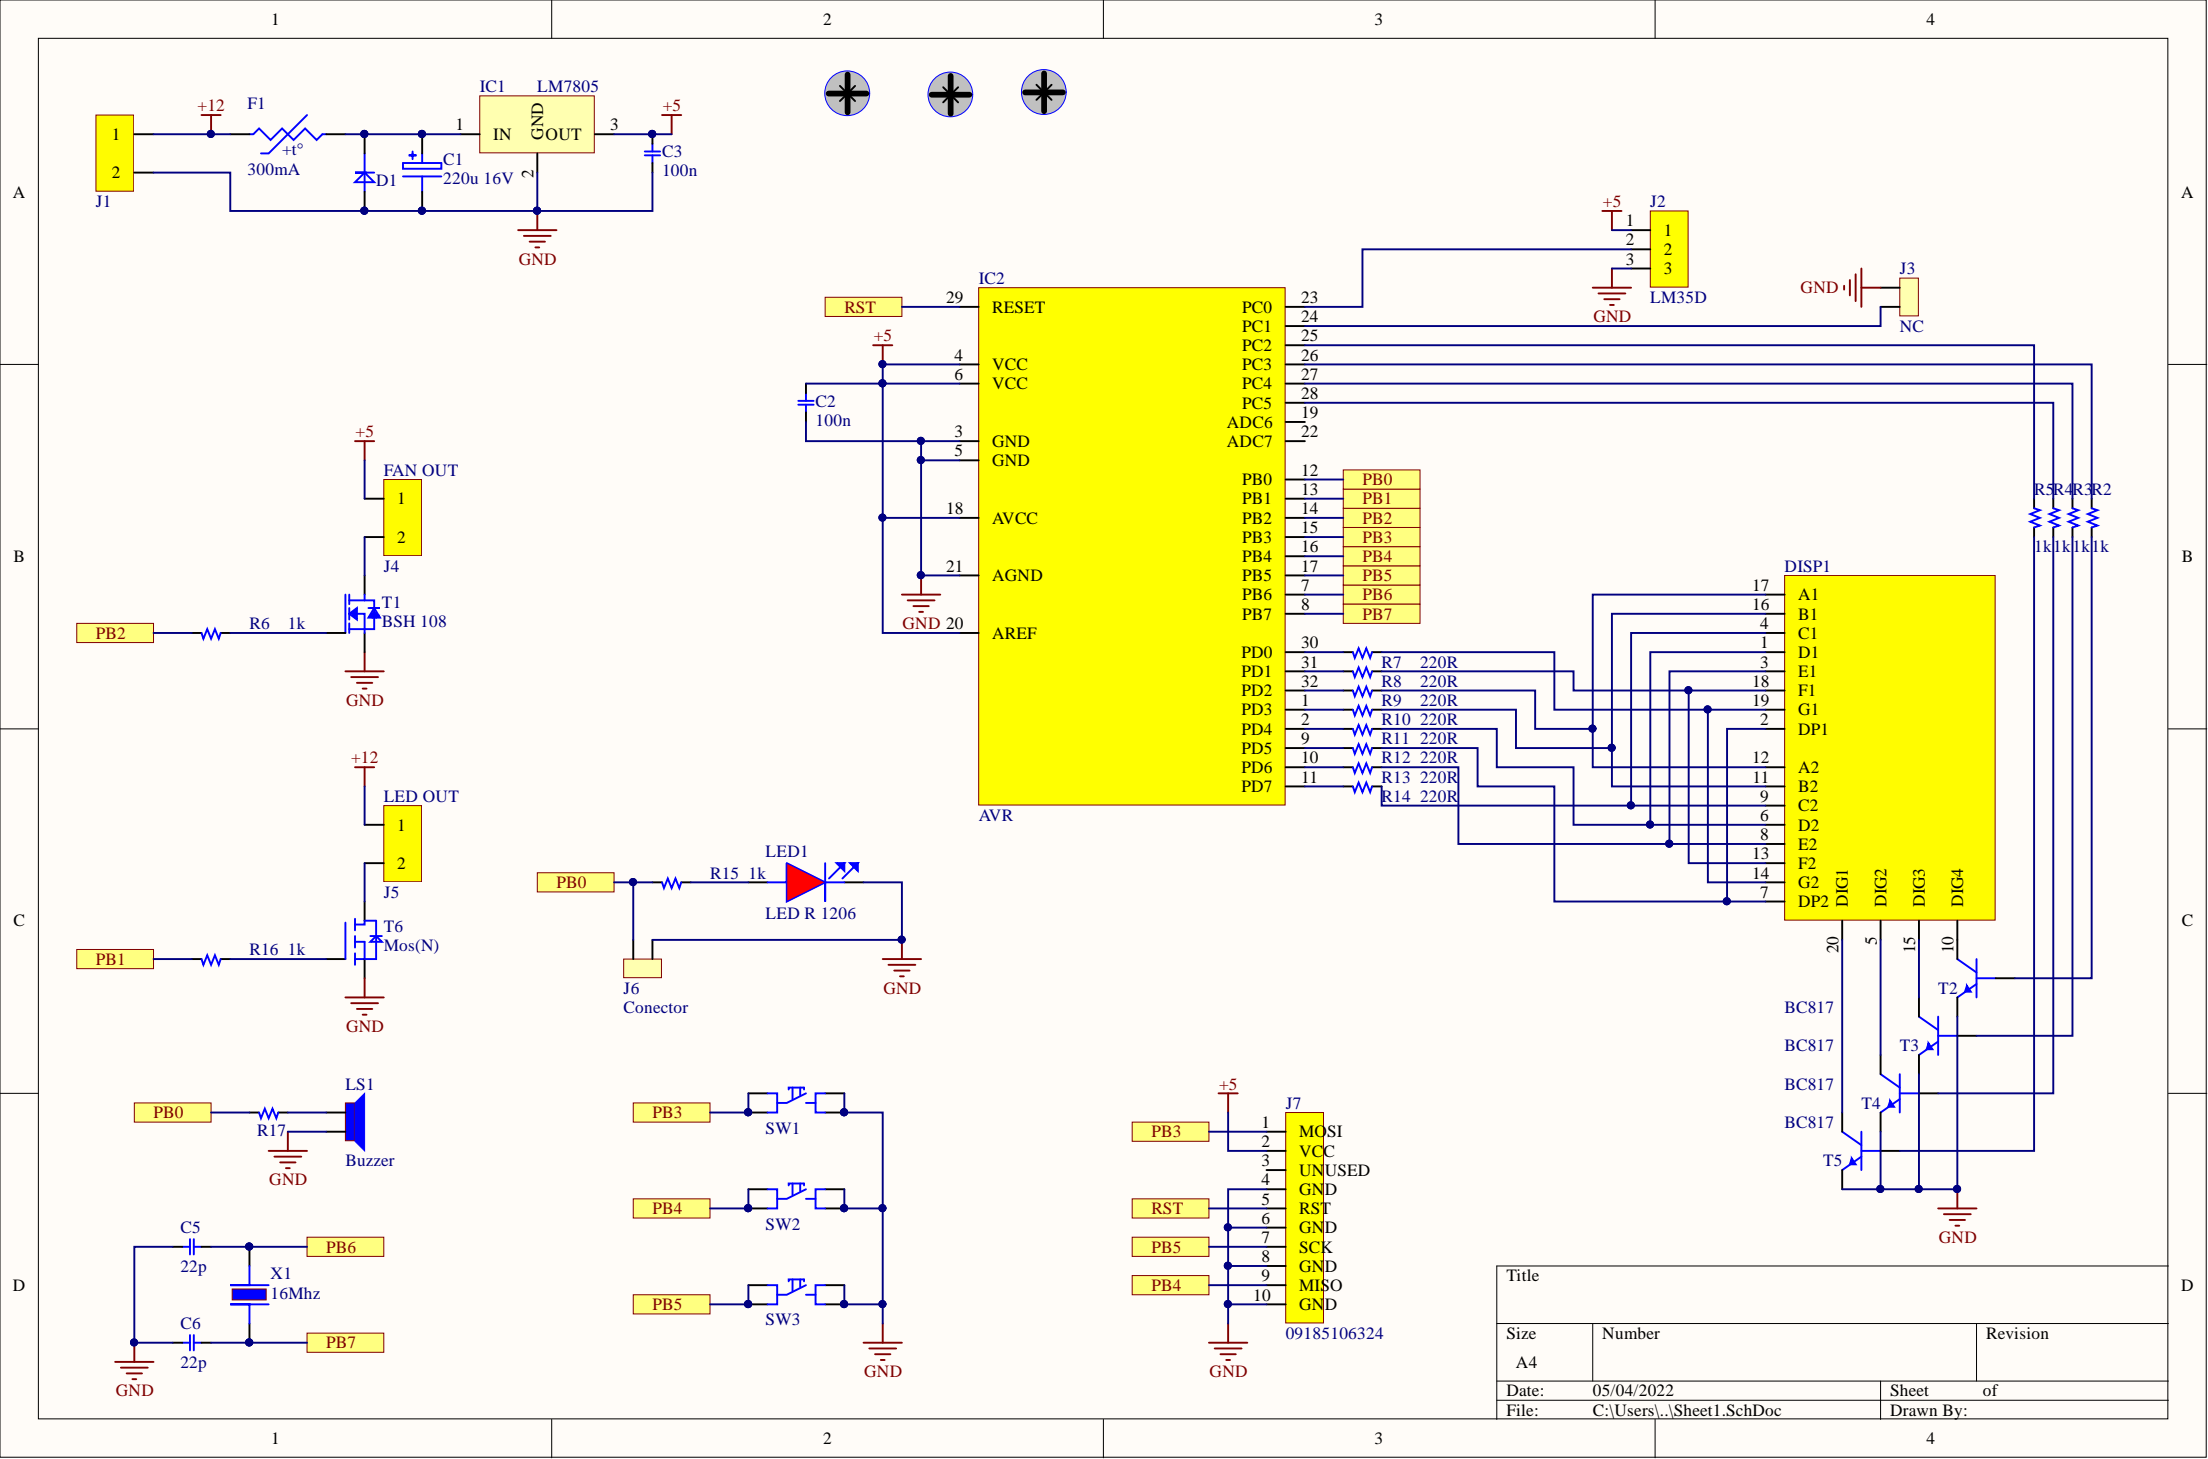 1 2 3 4
A A
B B
C C
D D
1 2 3 4
+12 F1
+t°
300mA
1
2
J1
D1
C1
220u 16V
IC1 LM7805
1 IN GND OUT 3
2
+5
C3
100n
GND
+5 J2
1 1
2 2
3 3
LM35D
GND
GND J3
NC
IC2
RST 29 RESET
+5
4 VCC
6 VCC
C2
100n
3 GND
5 GND
18 AVCC
21 AGND
GND 20 AREF
AVR
PC0 23
PC1 24
PC2 25
PC3 26
PC4 27
PC5 28
ADC6 19
ADC7 22
PB0 12 PB0
PB1 13 PB1
PB2 14 PB2
PB3 15 PB3
PB4 16 PB4
PB5 17 PB5
PB6 7 PB6
PB7 8 PB7
PD0 30
PD1 31 R7 220R
PD2 32 R8 220R
PD3 1 R9 220R
PD4 2 R10 220R
PD5 9 R11 220R
PD6 10 R12 220R
PD7 11 R13 220R
R14 220R
R5 R4 R3 R2
1k 1k 1k 1k
DISP1
17 A1
16 B1
4 C1
1 D1
3 E1
18 F1
19 G1
2 DP1
12 A2
11 B2
9 C2
6 D2
8 E2
13 F2
14 G2
7 DP2
DIG1 DIG2 DIG3 DIG4
20 5 15 10
T2
BC817
T3
BC817
T4
BC817
T5
BC817
GND
+5
FAN OUT
1
2
J4
T1
BSH 108
PB2 R6 1k
GND
+12
LED OUT
1
2
J5
T6
Mos(N)
PB1 R16 1k
GND
LED1
PB0 R15 1k
LED R 1206
J6
Conector
GND
LS1
PB0
R17
Buzzer
GND
C5
22p
PB6
X1
16Mhz
C6
22p
PB7
GND
PB3
SW1
PB4
SW2
PB5
SW3
GND
+5
J7
PB3 1 MOSI
2 VCC
3 UNUSED
4 GND
RST 5 RST
6 GND
PB5 7 SCK
8 GND
PB4 9 MISO
10 GND
09185106324
GND
Title
Size Number Revision
A4
Date: 05/04/2022 Sheet of
File: C:\Users\..\Sheet1.SchDoc Drawn By: